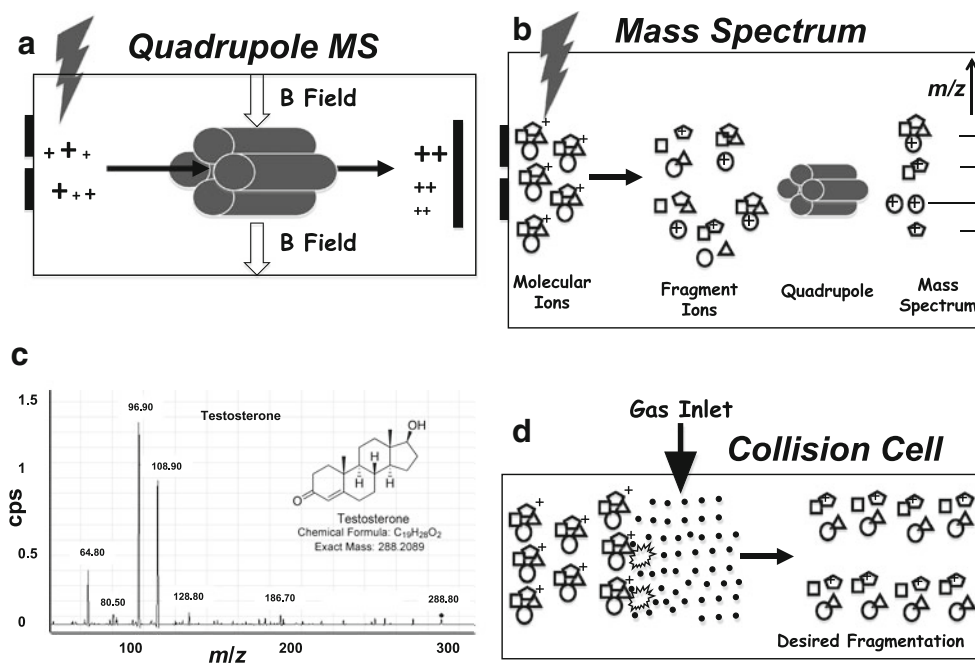 a
Quadrupole MS
B Field
B Field
+ + +
+ + +
++
++
++
b
Mass Spectrum
m/z
Molecular
Ions
Fragment
Ions
Quadrupole
Mass
Spectrum
c
1.5
1
0.5
0
cps
96.90
Testosterone
108.90
64.80
80.50
128.80
186.70
288.80
OH
H
H
H
O
Testosterone
Chemical Formula: C₁₉H₂₈O₂
Exact Mass: 288.2089
100
200
300
m/z
Gas Inlet
d
Collision Cell
Desired Fragmentation